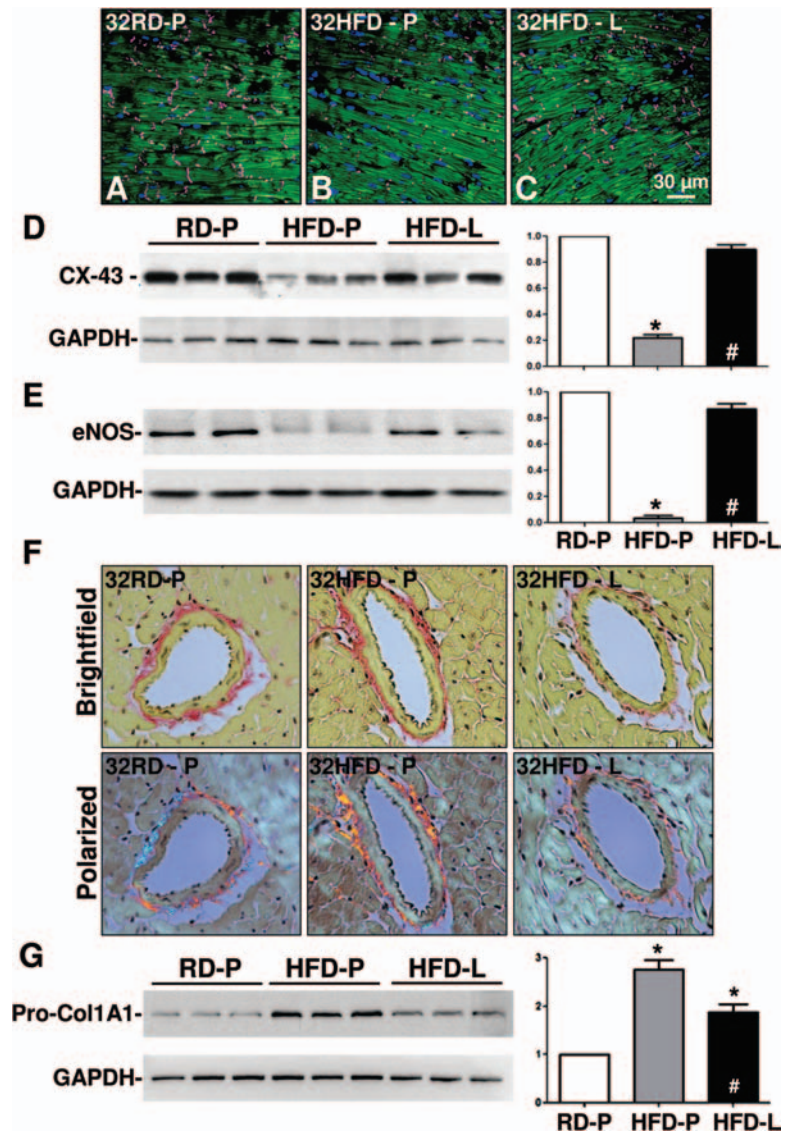 32RD-P 32HFD - P 32HFD - L
A B C 30 µm
D RD-P HFD-P HFD-L
CX-43 -
GAPDH-
1.0
0.8
0.6
0.4
0.2
0.0
*
#
E
eNOS-
GAPDH-
1.0
0.8
0.6
0.4
0.2
0.0
*
#
RD-P HFD-P HFD-L
F
Brightfield
32RD-P 32HFD - P 32HFD - L
Polarized
32RD - P 32HFD - P 32HFD - L
G RD-P HFD-P HFD-L
Pro-Col1A1-
GAPDH-
3
2
1
0
*
*
#
RD-P HFD-P HFD-L